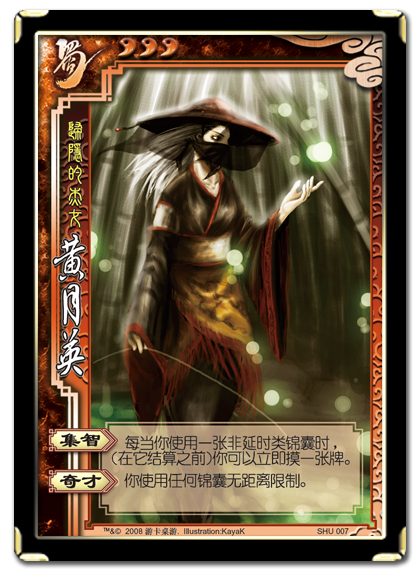 蜀
歸隱的杰女
黄月英
集智
每当你使用一张非延时类锦囊时，
(在它结算之前)你可以立即摸一张牌。
奇才
你使用任何锦囊无距离限制。
™&© 2008 游卡桌游. Illustration:KayaK
SHU 007